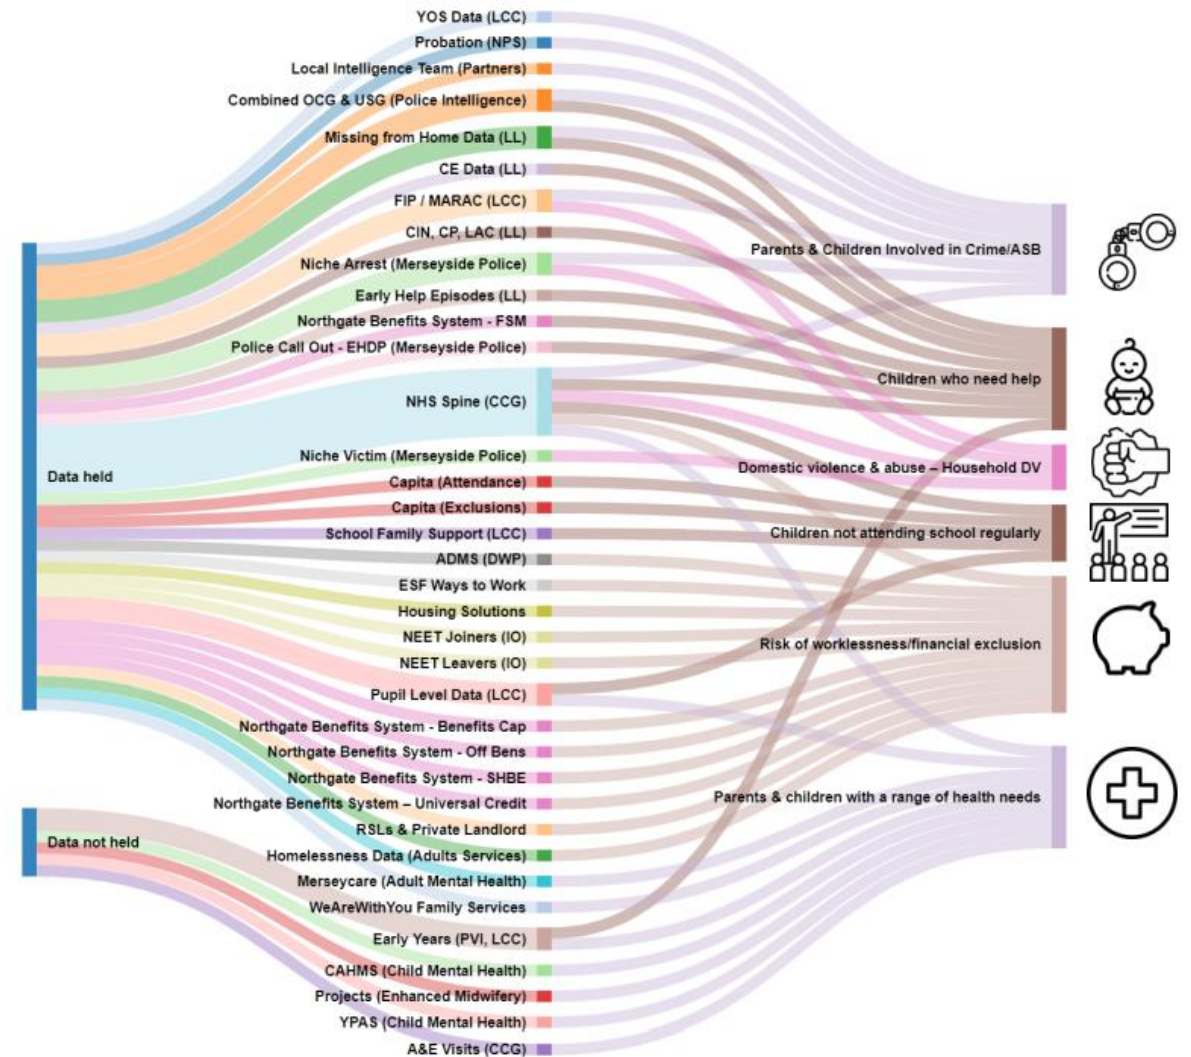 YOS Data (LCC)
Probation (NPS)
Local Intelligence Team (Partners)
Combined OCG & USG (Police Intelligence)
Missing from Home Data (LL)
CE Data (LL)
FIP / MARAC (LCC)
CIN, CP, LAC (LL)
Niche Arrest (Merseyside Police)
Early Help Episodes (LL)
Northgate Benefits System - FSM
Police Call Out - EHDP (Merseyside Police)
NHS Spine (CCG)
Niche Victim (Merseyside Police)
Capita (Attendance)
Capita (Exclusions)
School Family Support (LCC)
ADMS (DWP)
ESF Ways to Work
Housing Solutions
NEET Joiners (IO)
NEET Leavers (IO)
Pupil Level Data (LCC)
Northgate Benefits System - Benefits Cap
Northgate Benefits System - Off Bens
Northgate Benefits System - SHBE
Northgate Benefits System – Universal Credit
RSLs & Private Landlord
Homelessness Data (Adults Services)
Merseycare (Adult Mental Health)
WeAreWithYou Family Services
Early Years (PVI, LCC)
CAHMS (Child Mental Health)
Projects (Enhanced Midwifery)
YPAS (Child Mental Health)
A&E Visits (CCG)
Data held
Data not held
Parents & Children Involved in Crime/ASB
Children who need help
Domestic violence & abuse – Household DV
Children not attending school regularly
Risk of worklessness/financial exclusion
Parents & children with a range of health needs